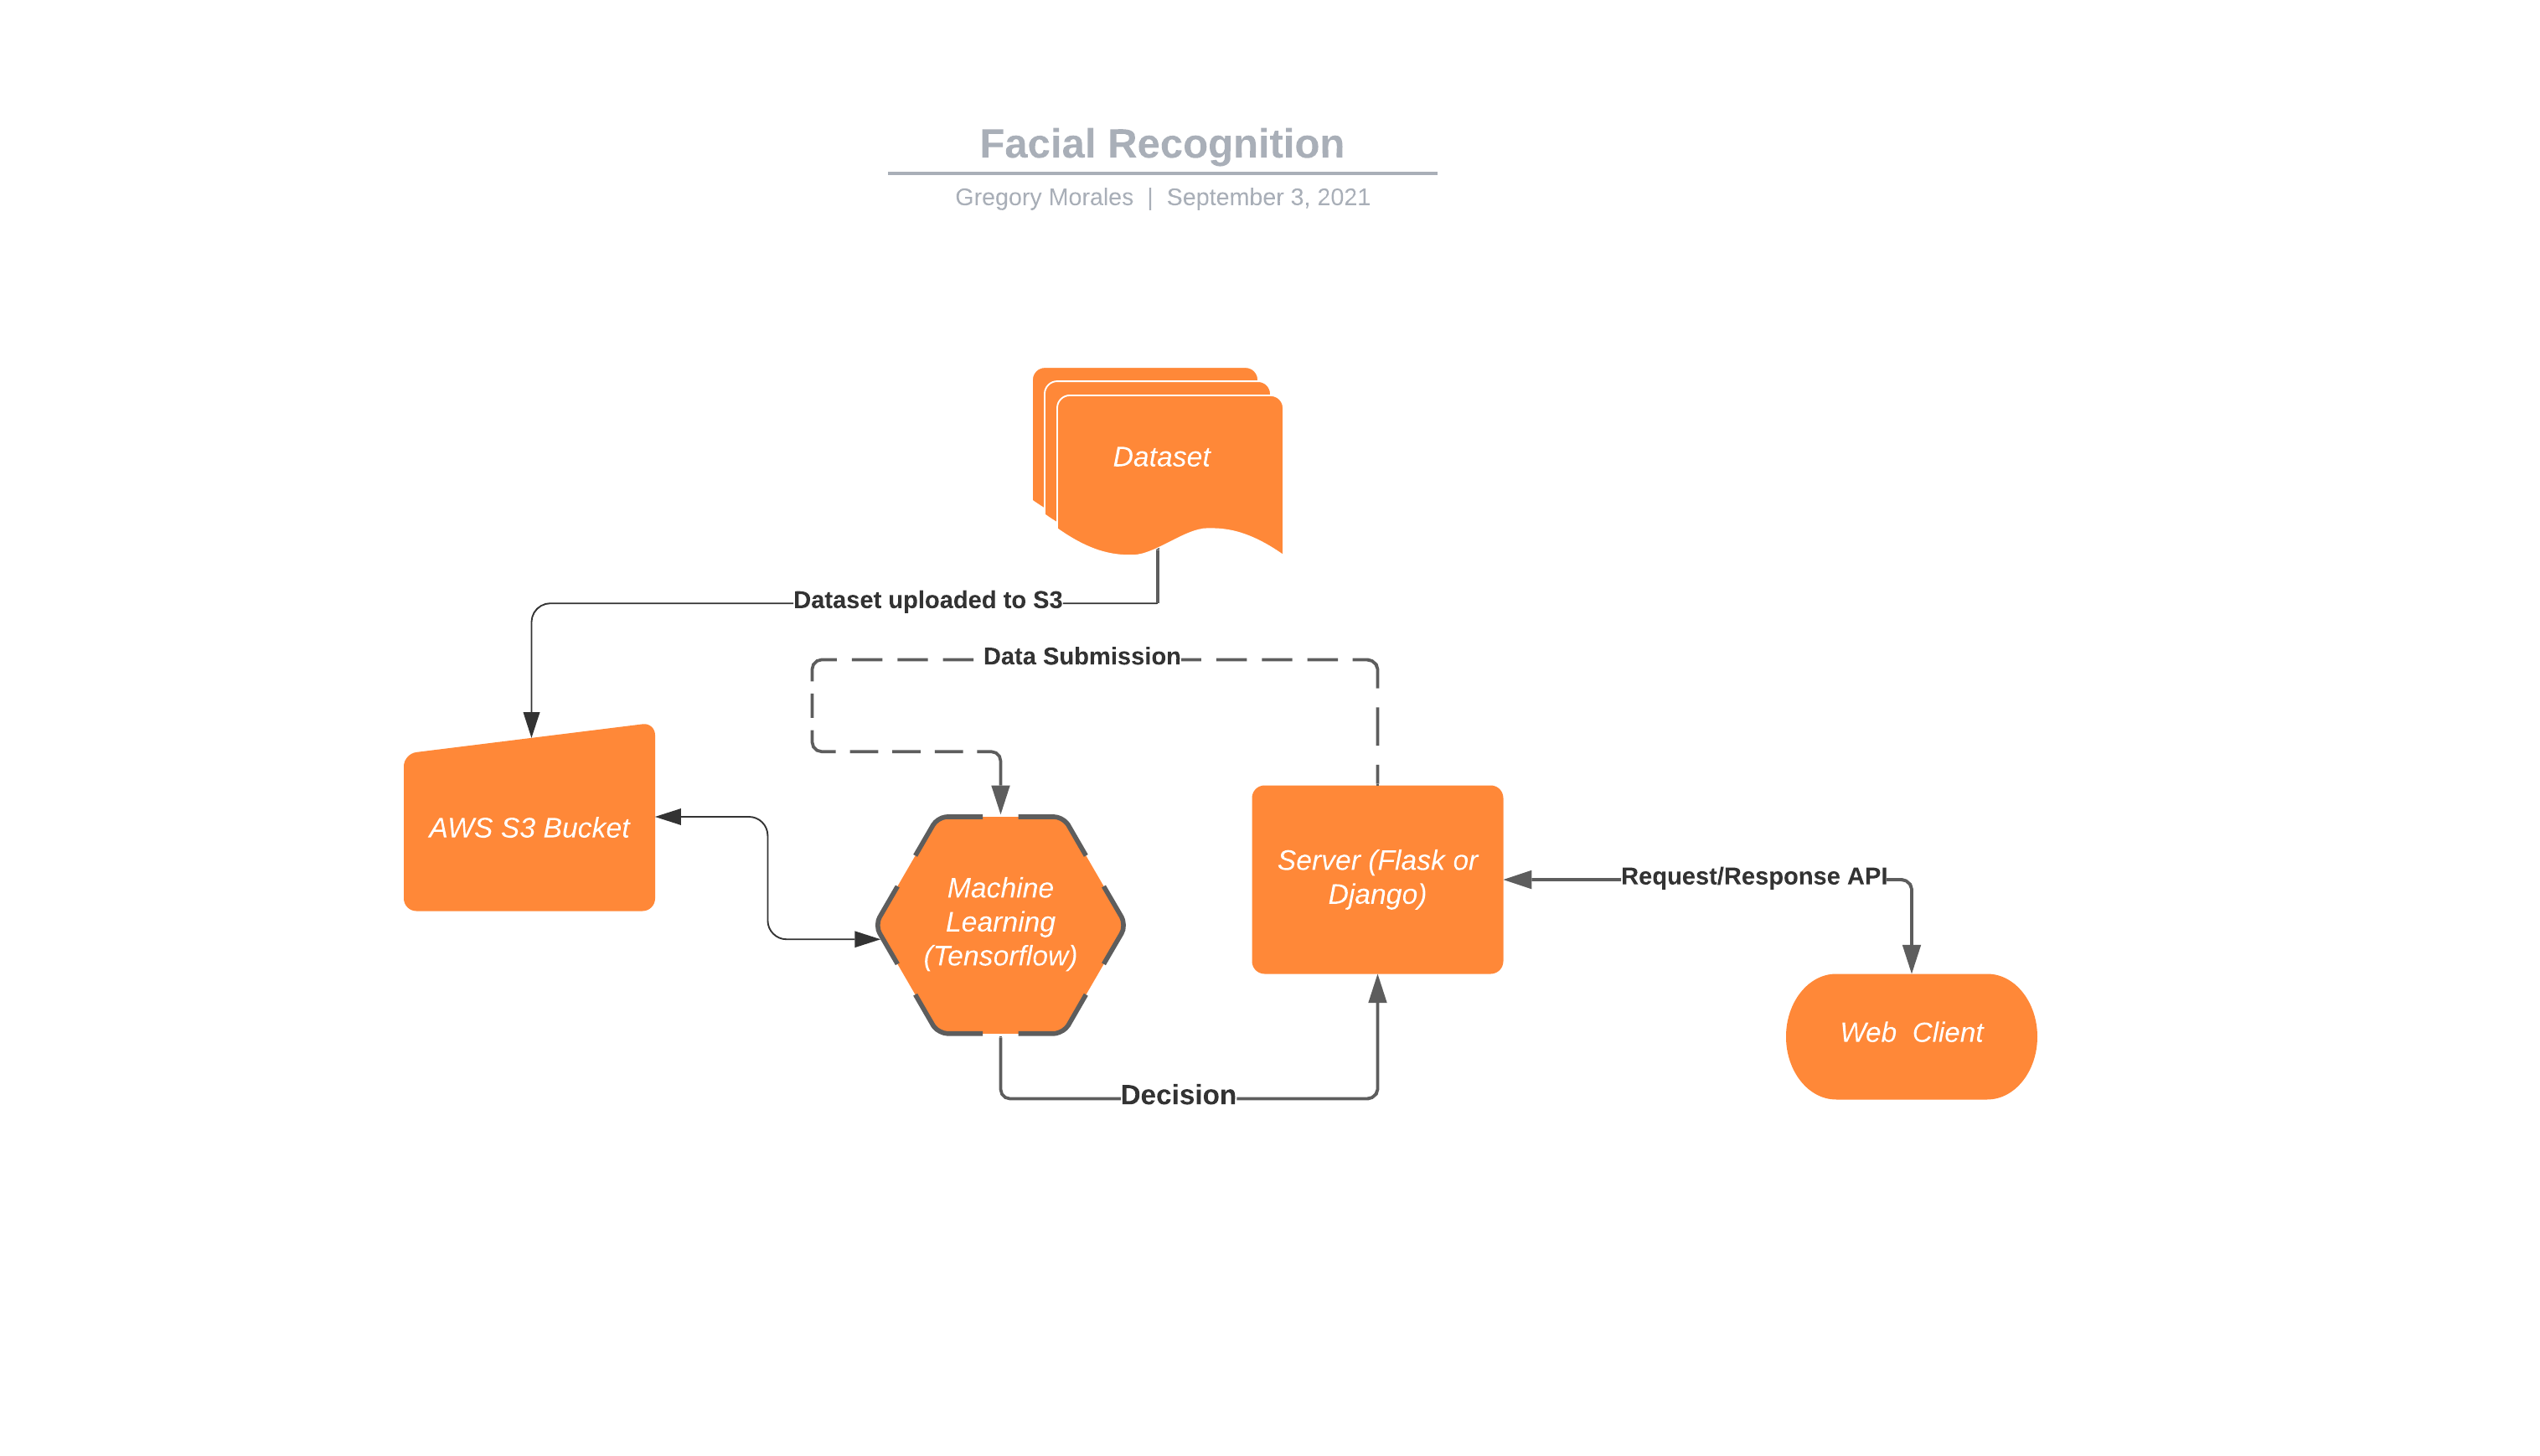 Facial Recognition
Gregory Morales | September 3, 2021
Dataset
Dataset uploaded to S3
Data Submission
AWS S3 Bucket
Machine
Learning
(Tensorflow)
Server (Flask or
Django)
Request/Response API
Web Client
Decision